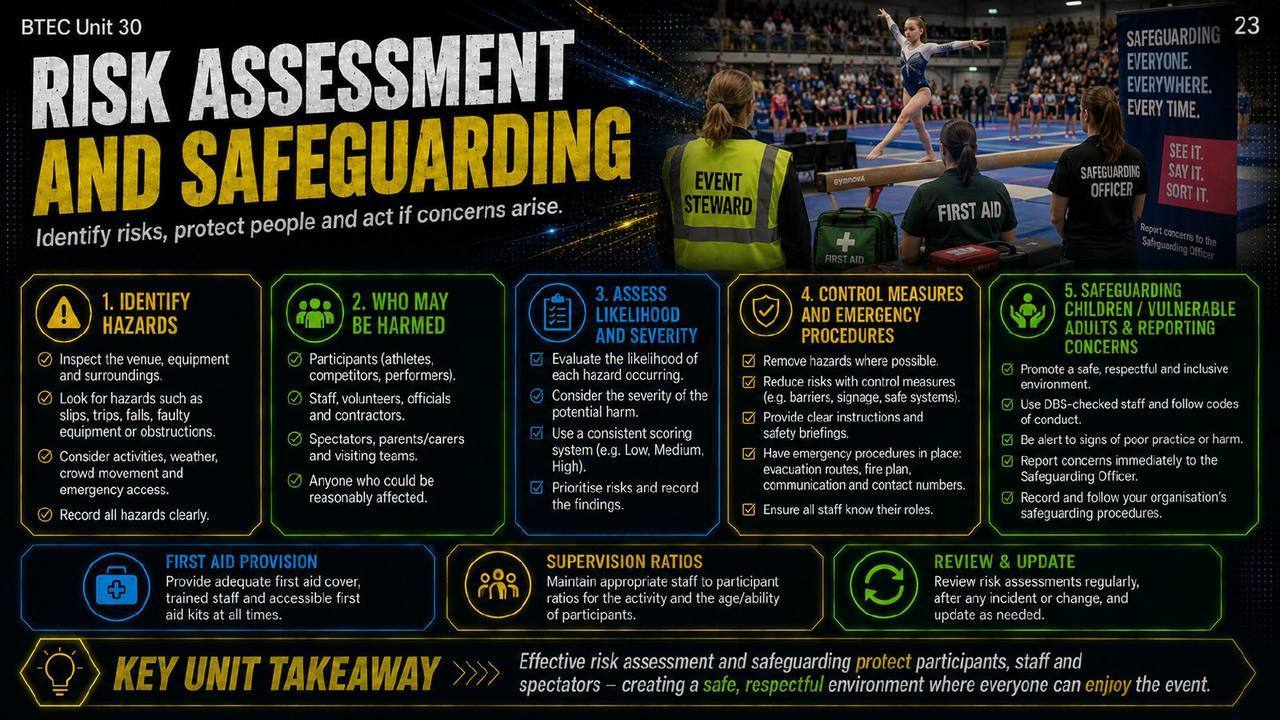 BTEC Unit 30
23
RISK ASSESSMENT
AND SAFEGUARDING
Identify risks, protect people and act if concerns arise.
EVENT
STEWARD
FIRST AID
FIRST AID
SAFEGUARDING
OFFICER
gymnova
SAFEGUARDING
EVERYONE.
EVERYWHERE.
EVERY TIME.
SEE IT.
SAY IT.
SORT IT.
Report concerns to the
Safeguarding Officer
1. IDENTIFY
HAZARDS
Inspect the venue, equipment
and surroundings.
Look for hazards such as
slips, trips, falls, faulty
equipment or obstructions.
Consider activities, weather,
crowd movement and
emergency access.
Record all hazards clearly.
2. WHO MAY
BE HARMED
Participants (athletes,
competitors, performers).
Staff, volunteers, officials
and contractors.
Spectators, parents/carers
and visiting teams.
Anyone who could be
reasonably affected.
3. ASSESS
LIKELIHOOD
AND SEVERITY
Evaluate the likelihood of
each hazard occurring.
Consider the severity of the
potential harm.
Use a consistent scoring
system (e.g. Low, Medium,
High).
Prioritise risks and record
the findings.
4. CONTROL MEASURES
AND EMERGENCY
PROCEDURES
Remove hazards where possible.
Reduce risks with control measures
(e.g. barriers, signage, safe systems).
Provide clear instructions and
safety briefings.
Have emergency procedures in place:
evacuation routes, fire plan,
communication and contact numbers.
Ensure all staff know their roles.
5. SAFEGUARDING
CHILDREN / VULNERABLE
ADULTS & REPORTING
CONCERNS
Promote a safe, respectful and inclusive
environment.
Use DBS-checked staff and follow codes
of conduct.
Be alert to signs of poor practice or harm.
Report concerns immediately to the
Safeguarding Officer.
Record and follow your organisation's
safeguarding procedures.
FIRST AID PROVISION
Provide adequate first aid cover,
trained staff and accessible first
aid kits at all times.
SUPERVISION RATIOS
Maintain appropriate staff to participant
ratios for the activity and the age/ability
of participants.
REVIEW & UPDATE
Review risk assessments regularly,
after any incident or change, and
update as needed.
KEY UNIT TAKEAWAY
Effective risk assessment and safeguarding protect participants, staff and
spectators – creating a safe, respectful environment where everyone can enjoy the event.